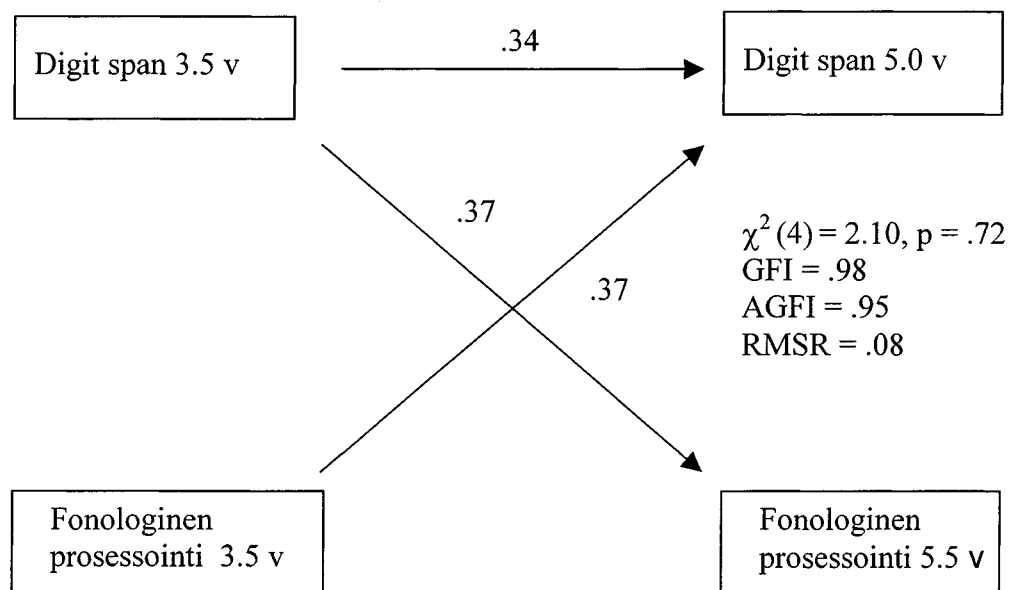 Digit span 3.5 v
.34
Digit span 5.0 v
.37
.37
χ² (4) = 2.10, p = .72
GFI = .98
AGFI = .95
RMSR = .08
Fonologinen
prosessointi 3.5 v
Fonologinen
prosessointi 5.5 v